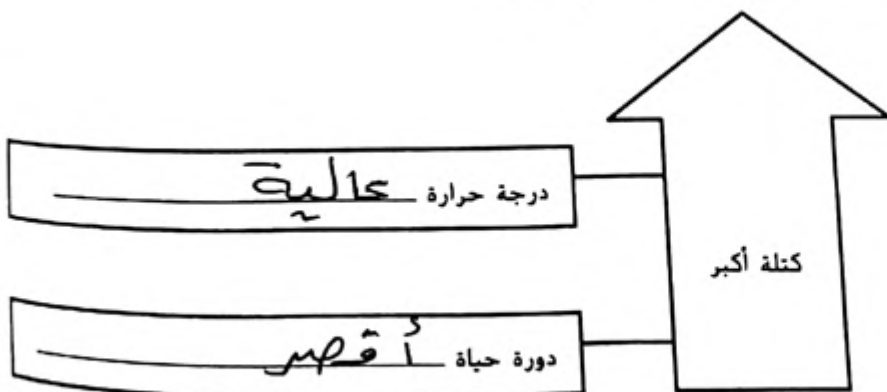 درجة حرارة عالية
كتلة أكبر
دورة حياة أقصر